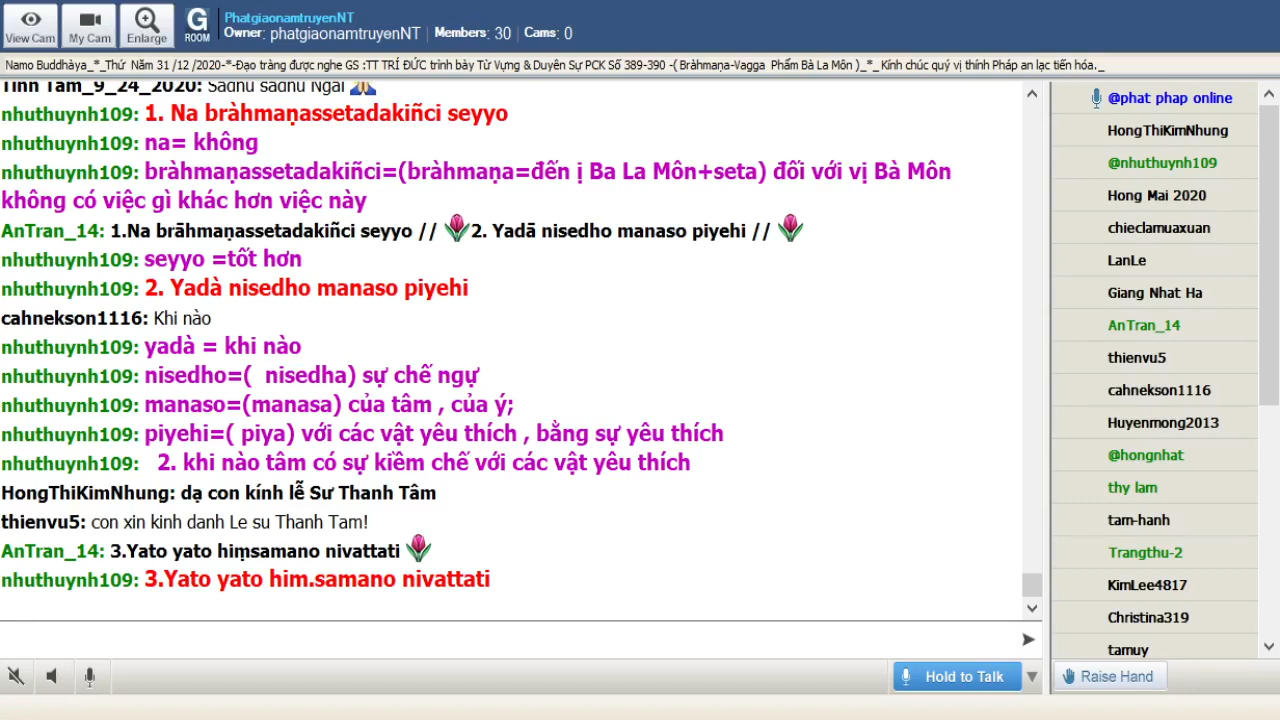 View Cam
My Cam
Enlarge
G
ROOM
PhatgiaonamtruyenNT
Owner: phatgiaonamtruyenNT | Members: 30 | Cams: 0
Namo Buddhàya_*_Thứ Năm 31 /12 /2020-*-Đạo tràng được nghe GS :TT TRÍ ĐỨC trình bày Từ Vựng & Duyên Sự PCK Số 389-390 -( Bràhmaṇa-Vagga Phẩm Bà La Môn )_*_ Kính chúc quý vị thính Pháp an lạc tiến hóa._
Tinh Tam_9_24_2020: Sadhu sadhu Ngài
nhuthuynh109: 1. Na bràhmaṇassetadakiñci seyyo
nhuthuynh109: na= không
nhuthuynh109: bràhmaṇassetadakiñci=(bràhmaṇa=đến ị Ba La Môn+seta) đối với vị Bà Môn
không có việc gì khác hơn việc này
AnTran_14: 1.Na brāhmaṇassetadakiñci seyyo // 2. Yadā nisedho manaso piyehi //
nhuthuynh109: seyyo =tốt hơn
nhuthuynh109: 2. Yadà nisedho manaso piyehi
cahnekson1116: Khi nào
nhuthuynh109: yadà = khi nào
nhuthuynh109: nisedho=( nisedha) sự chế ngự
nhuthuynh109: manaso=(manasa) của tâm , của ý;
nhuthuynh109: piyehi=( piya) với các vật yêu thích , bằng sự yêu thích
nhuthuynh109: 2. khi nào tâm có sự kiềm chế với các vật yêu thích
HongThiKimNhung: dạ con kính lễ Sư Thanh Tâm
thienvu5: con xin kinh danh Le su Thanh Tam!
AnTran_14: 3.Yato yato hiṃsamano nivattati
nhuthuynh109: 3.Yato yato him.samano nivattati
Hold to Talk
@phat phap online
HongThiKimNhung
@nhuthuynh109
Hong Mai 2020
chieclamuaxuan
LanLe
Giang Nhat Ha
AnTran_14
thienvu5
cahnekson1116
Huyenmong2013
@hongnhat
thy lam
tam-hanh
Trangthu-2
KimLee4817
Christina319
tamuy
Raise Hand